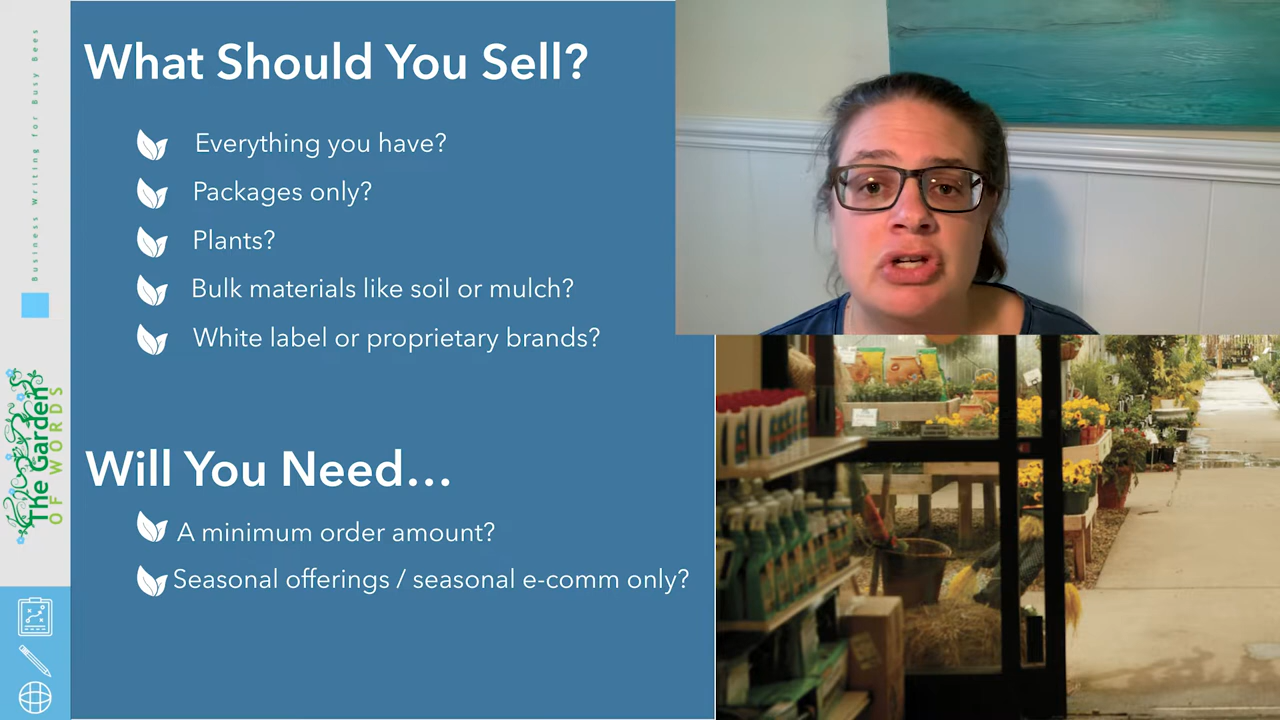 What Should You Sell?
Everything you have?
Packages only?
Plants?
Bulk materials like soil or mulch?
White label or proprietary brands?
Will You Need...
A minimum order amount?
Seasonal offerings / seasonal e-comm only?
Business Writing for Busy Bees
The Garden
OF WORDS